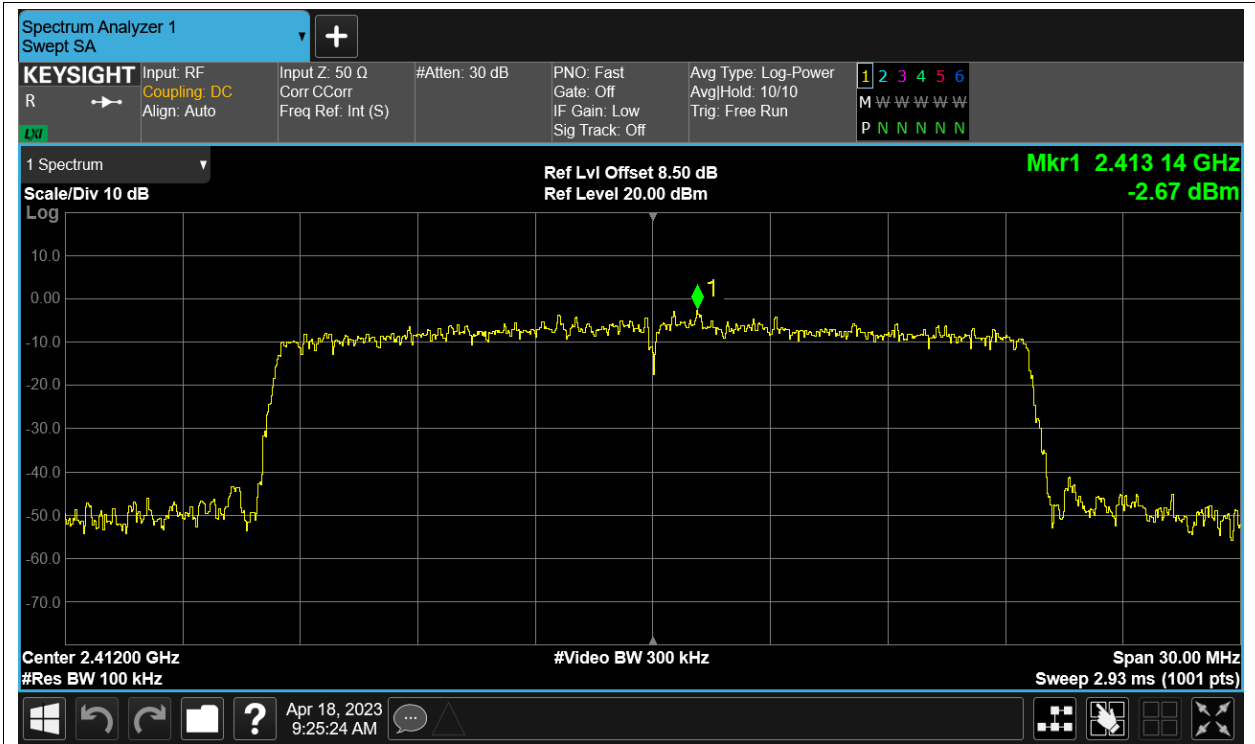 Spectrum Analyzer 1
Swept SA
KEYSIGHT
R
LXI
Input: RF
Coupling: DC
Align: Auto
Input Z: 50 Ω
Corr CCorr
Freq Ref: Int (S)
#Atten: 30 dB
PNO: Fast
Gate: Off
IF Gain: Low
Sig Track: Off
Avg Type: Log-Power
Avg|Hold: 10/10
Trig: Free Run
1 2 3 4 5 6
M W W W W W
P N N N N N
1 Spectrum
Scale/Div 10 dB
Log
Ref Lvl Offset 8.50 dB
Ref Level 20.00 dBm
Mkr1 2.413 14 GHz
-2.67 dBm
1
10.0
0.00
-10.0
-20.0
-30.0
-40.0
-50.0
-60.0
-70.0
Center 2.41200 GHz
#Res BW 100 kHz
#Video BW 300 kHz
Span 30.00 MHz
Sweep 2.93 ms (1001 pts)
?
Apr 18, 2023
9:25:24 AM